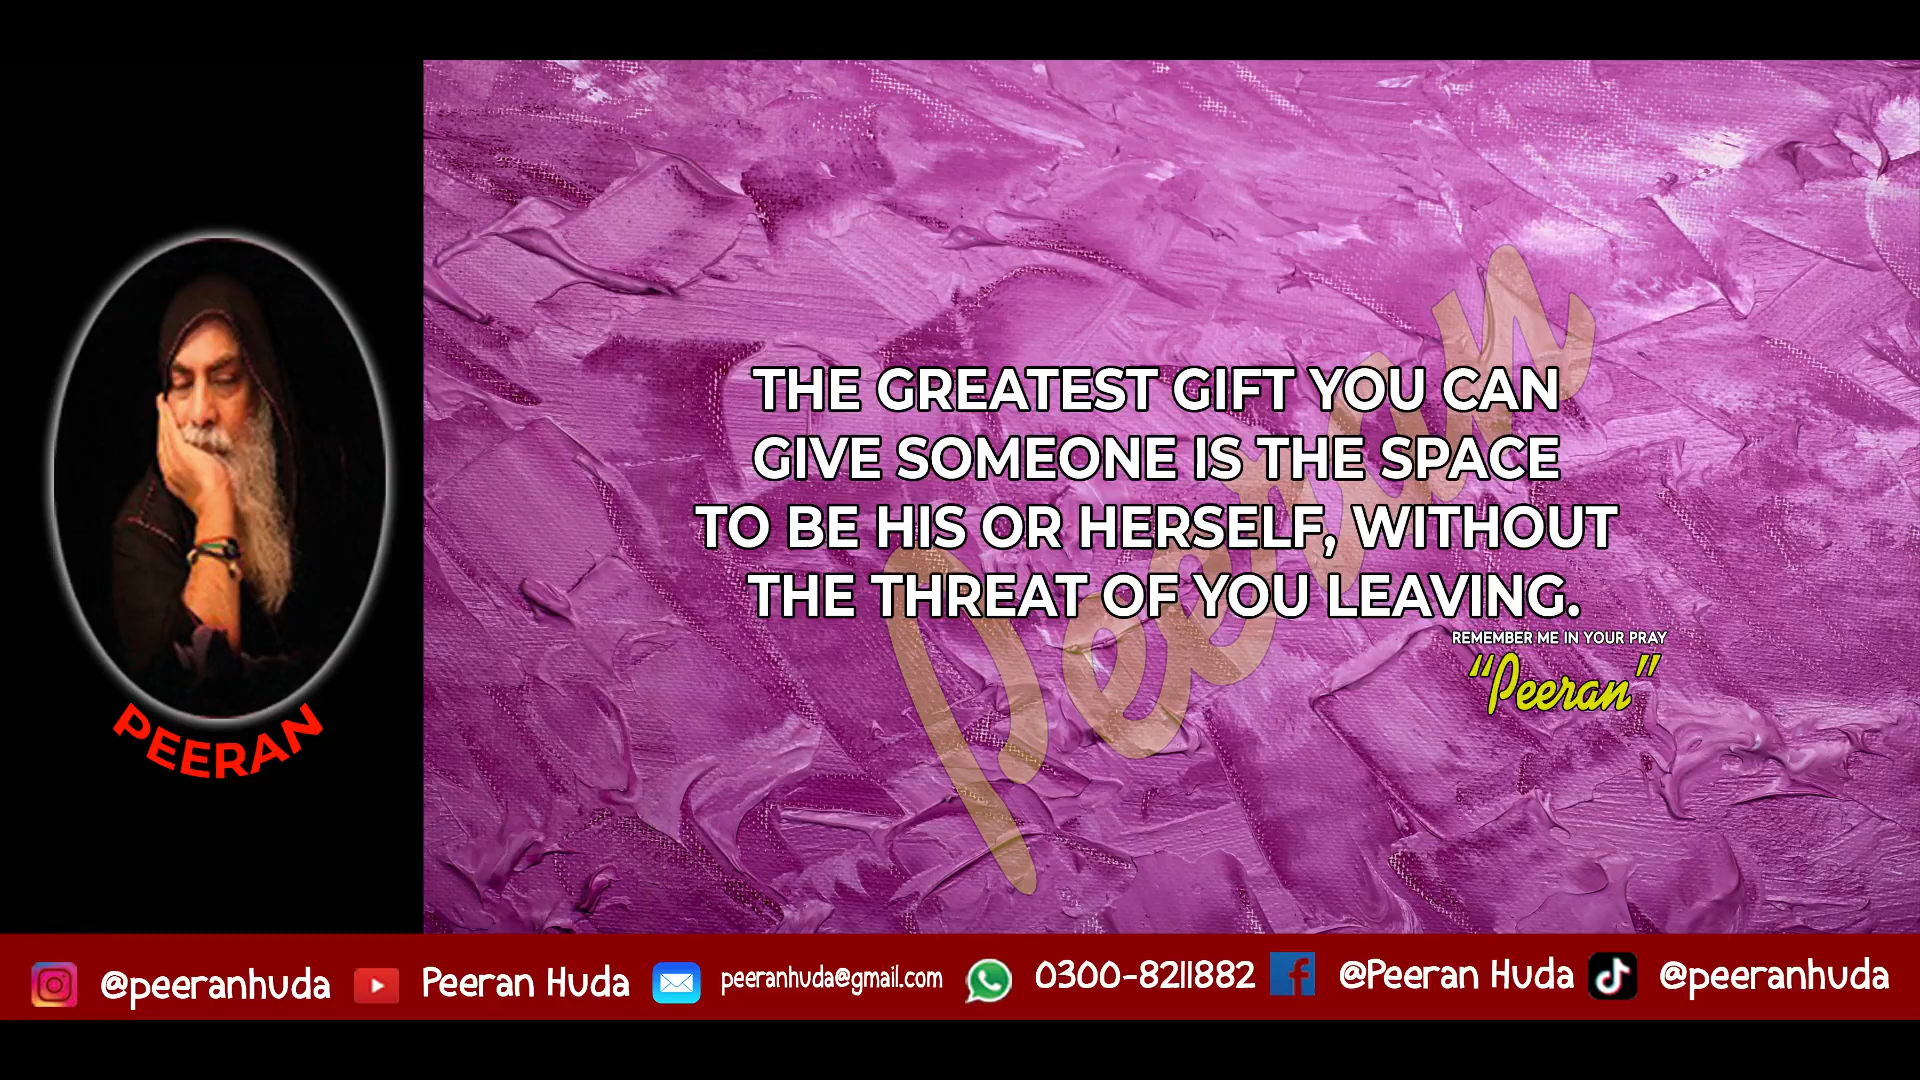 THE GREATEST GIFT YOU CAN
GIVE SOMEONE IS THE SPACE
TO BE HIS OR HERSELF, WITHOUT
THE THREAT OF YOU LEAVING.
REMEMBER ME IN YOUR PRAY
"Peeran"
Peeran
PEERAN
@peeranhuda Peeran Huda peeranhuda@gmail.com 0300-8211882 @Peeran Huda @peeranhuda